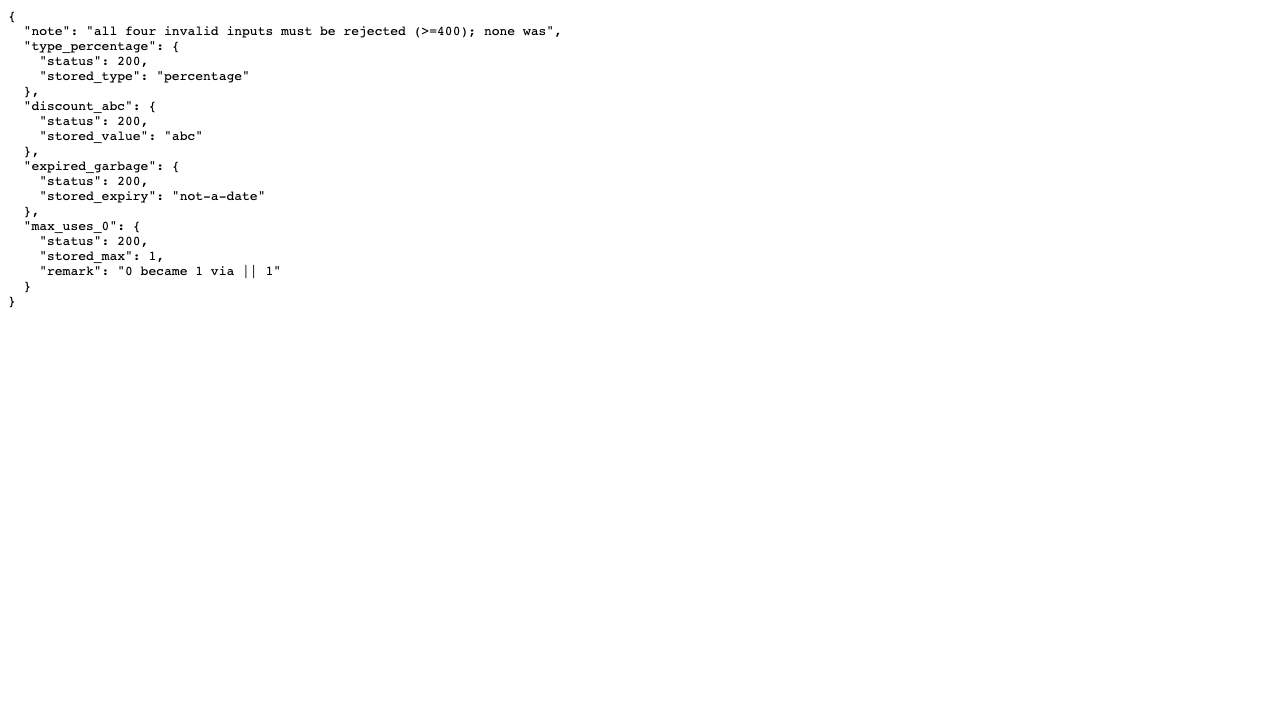 {
  "note": "all four invalid inputs must be rejected (>=400); none was",
  "type_percentage": {
    "status": 200,
    "stored_type": "percentage"
  },
  "discount_abc": {
    "status": 200,
    "stored_value": "abc"
  },
  "expired_garbage": {
    "status": 200,
    "stored_expiry": "not-a-date"
  },
  "max_uses_0": {
    "status": 200,
    "stored_max": 1,
    "remark": "0 became 1 via || 1"
  }
}